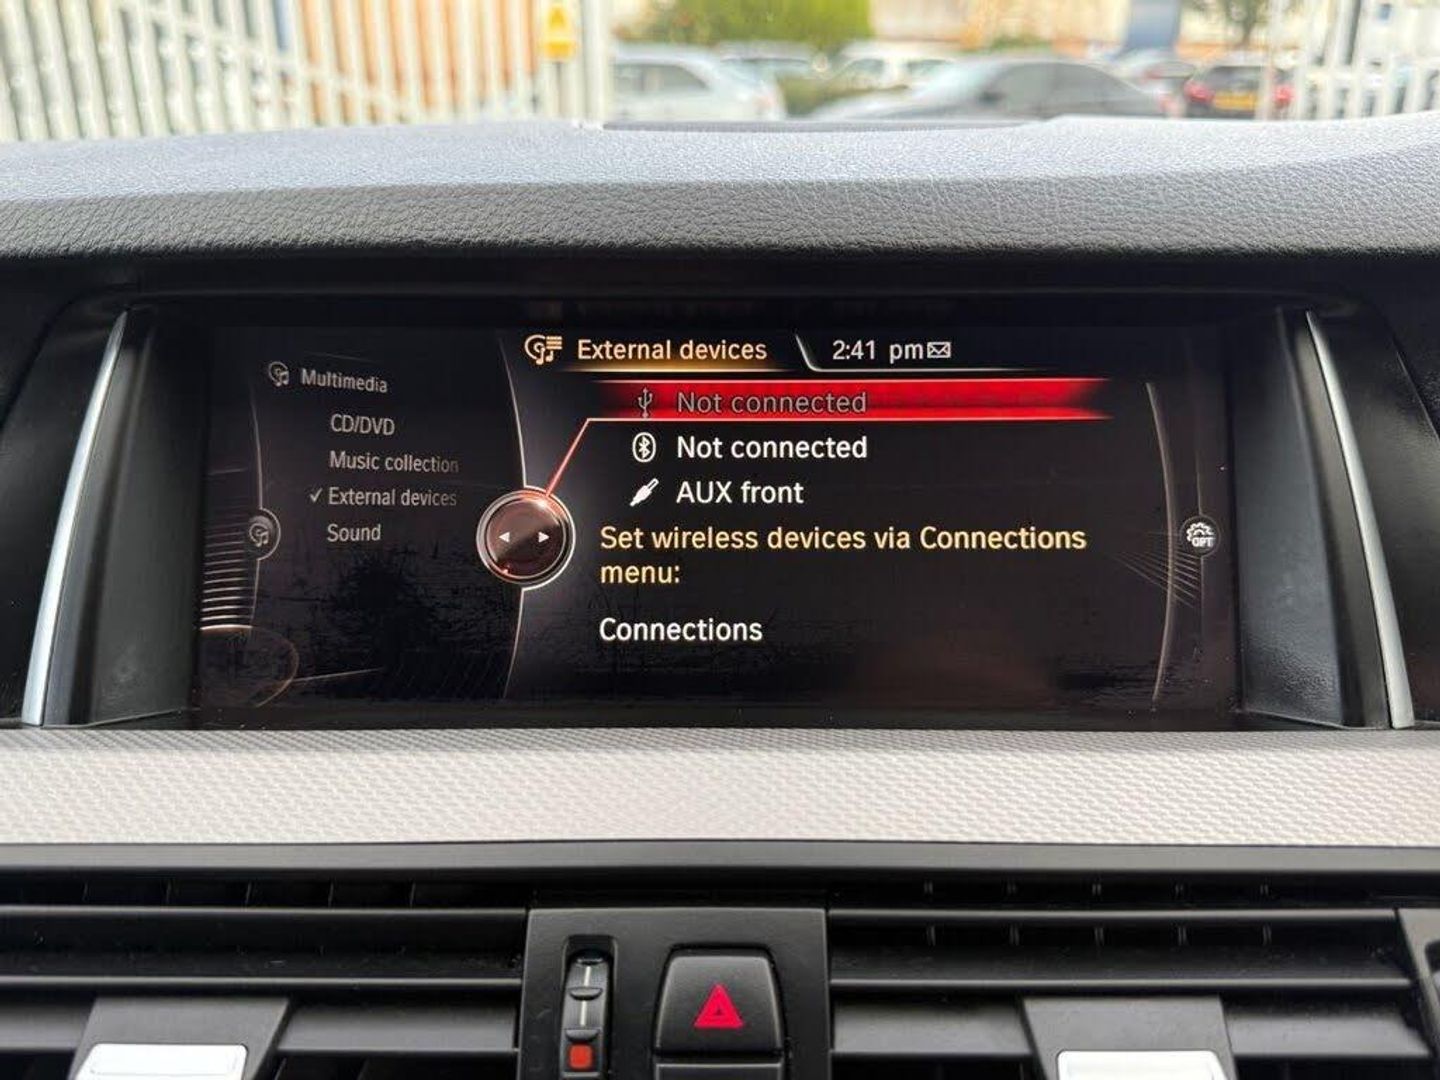 External devices
2:41 pm
Multimedia
CD/DVD
Music collection
✓ External devices
Sound
Not connected
Not connected
AUX front
Set wireless devices via Connections
menu:
Connections
OPT